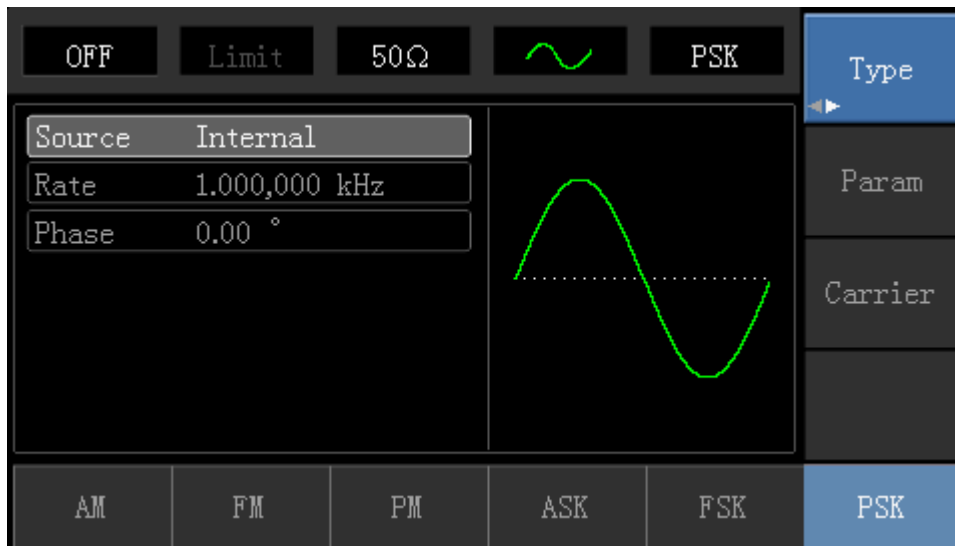 OFF Limit 50Ω PSK
Type
Source Internal
Rate 1.000,000 kHz
Phase 0.00 °
Param
Carrier
AM FM PM ASK FSK PSK